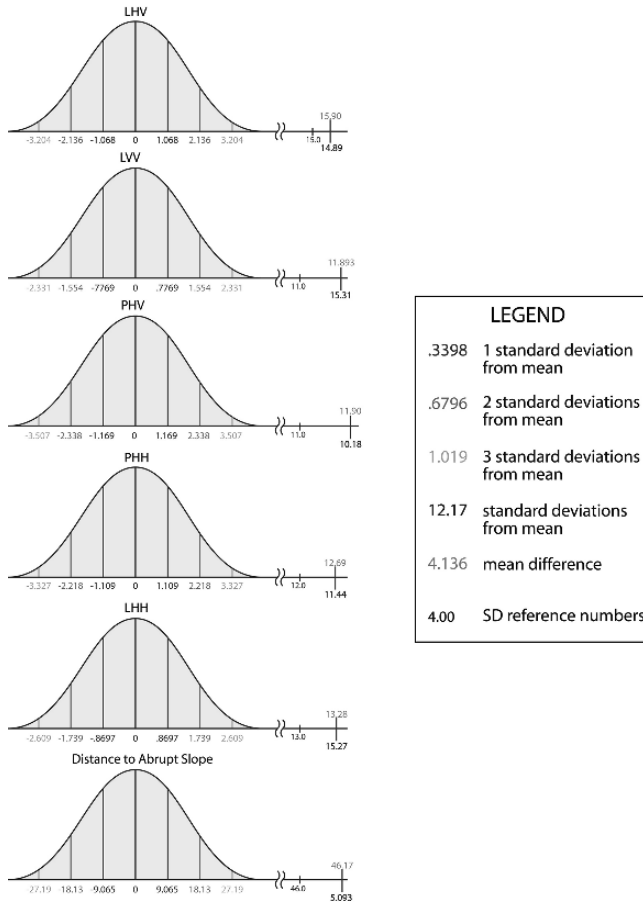 LHV
15.90
-3.204 -2.136 -1.068 0 1.068 2.136 3.204 15.0
14.89
LVV
11.893
-2.331 -1.554 -.7769 0 .7769 1.554 2.331 11.0
15.31
PHV
11.90
-3.507 -2.338 -1.169 0 1.169 2.338 3.507 11.0
10.18
PHH
12.69
-3.327 -2.218 -1.109 0 1.109 2.218 3.327 12.0
11.44
LHH
13.28
-2.609 -1.739 -.8697 0 .8697 1.739 2.609 13.0
15.27
Distance to Abrupt Slope
46.17
27.19 -18.13 -9.065 0 9.065 18.13 27.19 46.0
5.093
LEGEND
.3398 1 standard deviation
from mean
.6796 2 standard deviations
from mean
1.019 3 standard deviations
from mean
12.17 standard deviations
from mean
4.136 mean difference
4.00 SD reference numbers